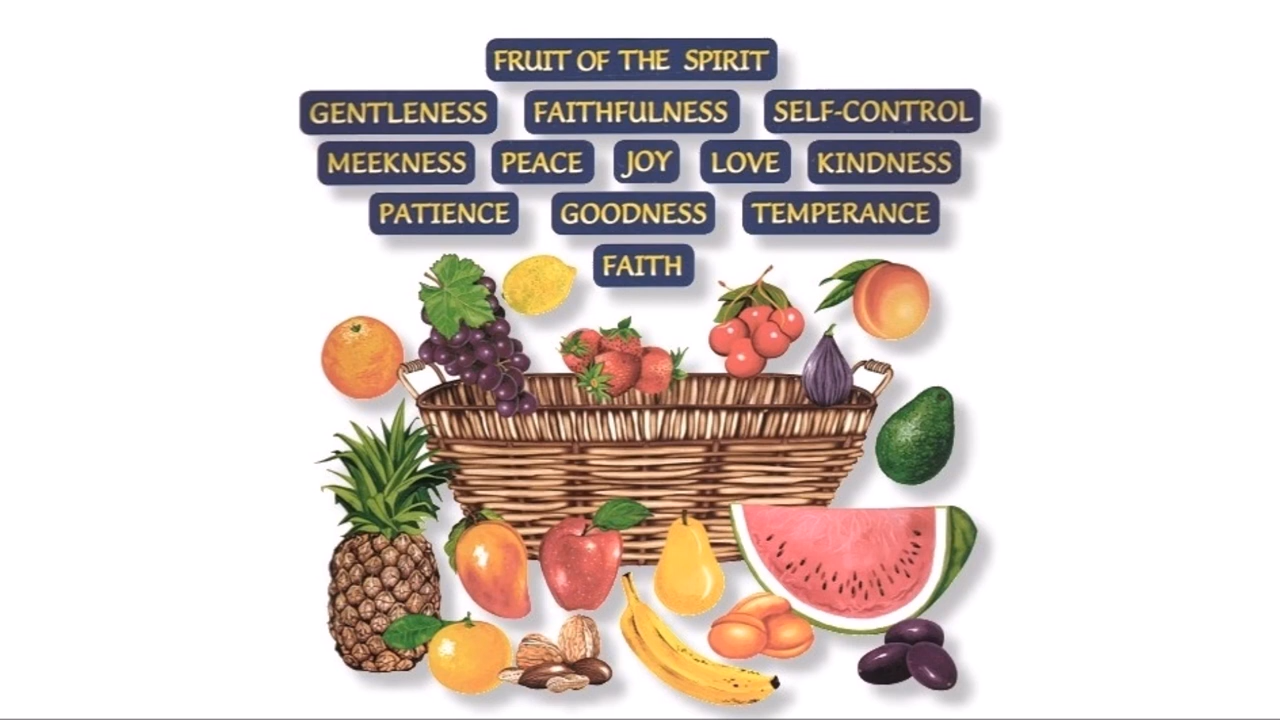 FRUIT OF THE SPIRIT
GENTLENESS FAITHFULNESS SELF-CONTROL
MEEKNESS PEACE JOY LOVE KINDNESS
PATIENCE GOODNESS TEMPERANCE
FAITH